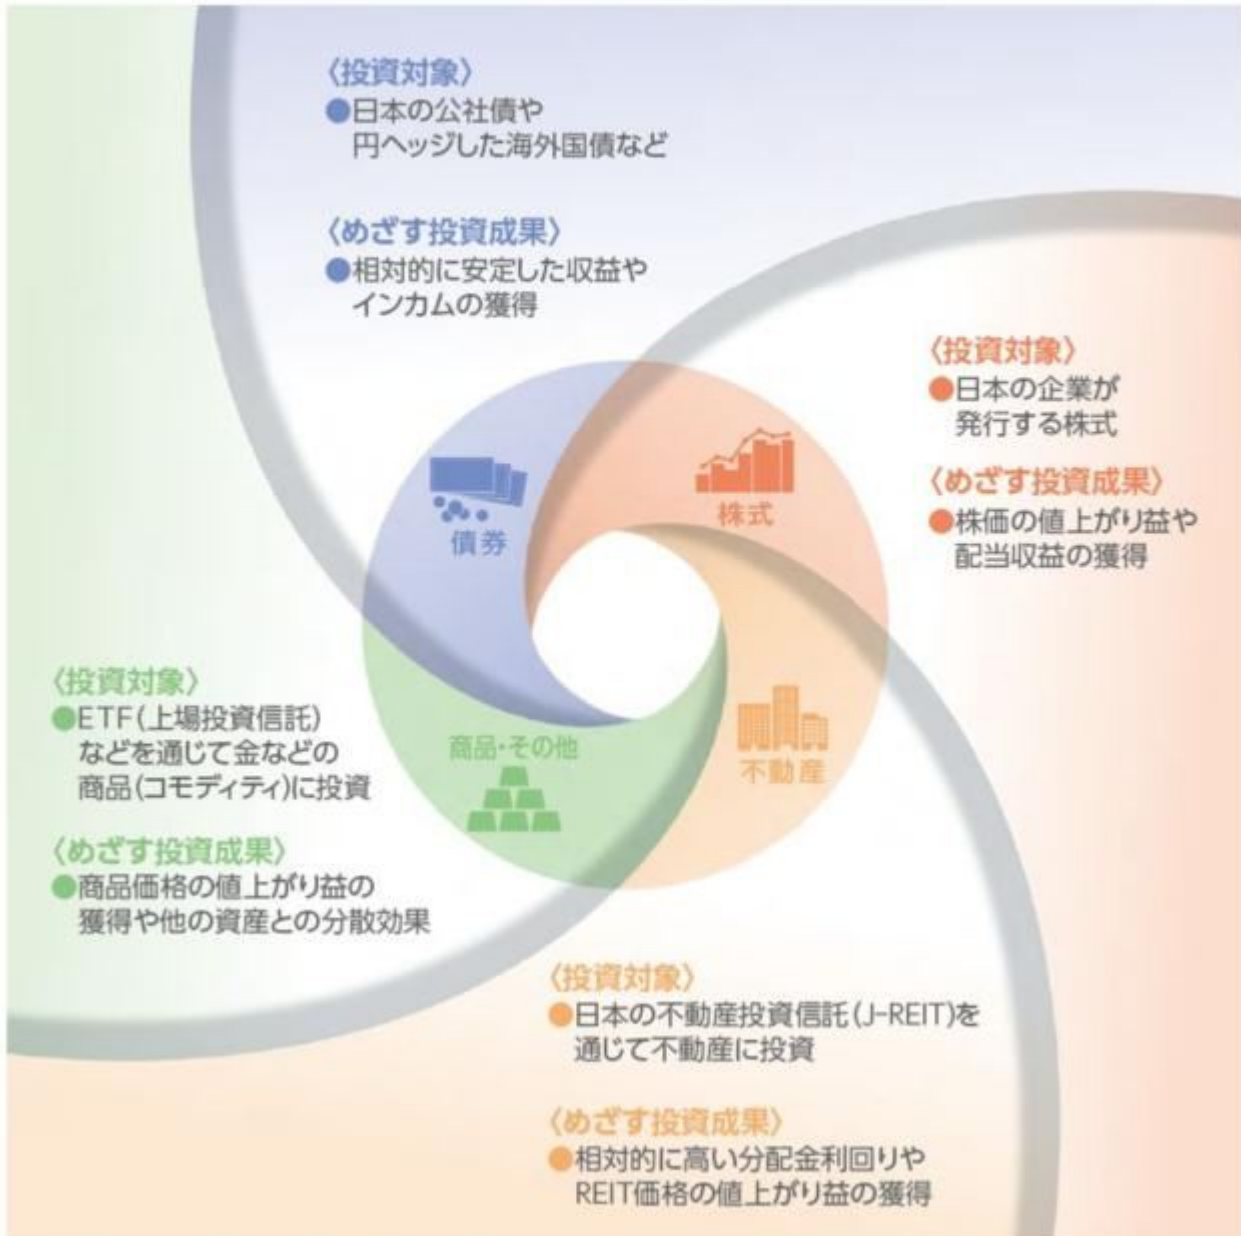 〈投資対象〉
●日本の公社債や
円ヘッジした海外国債など
〈めざす投資成果〉
●相対的に安定した収益や
インカムの獲得
〈投資対象〉
●日本の企業が
発行する株式
〈めざす投資成果〉
●株価の値上がり益や
配当収益の獲得
株式
債券
商品・その他
不動産
〈投資対象〉
●ETF(上場投資信託)
などを通じて金などの
商品(コモディティ)に投資
〈めざす投資成果〉
●商品価格の値上がり益の
獲得や他の資産との分散効果
〈投資対象〉
●日本の不動産投資信託(J-REIT)を
通じて不動産に投資
〈めざす投資成果〉
●相対的に高い分配金利回りや
REIT価格の値上がり益の獲得